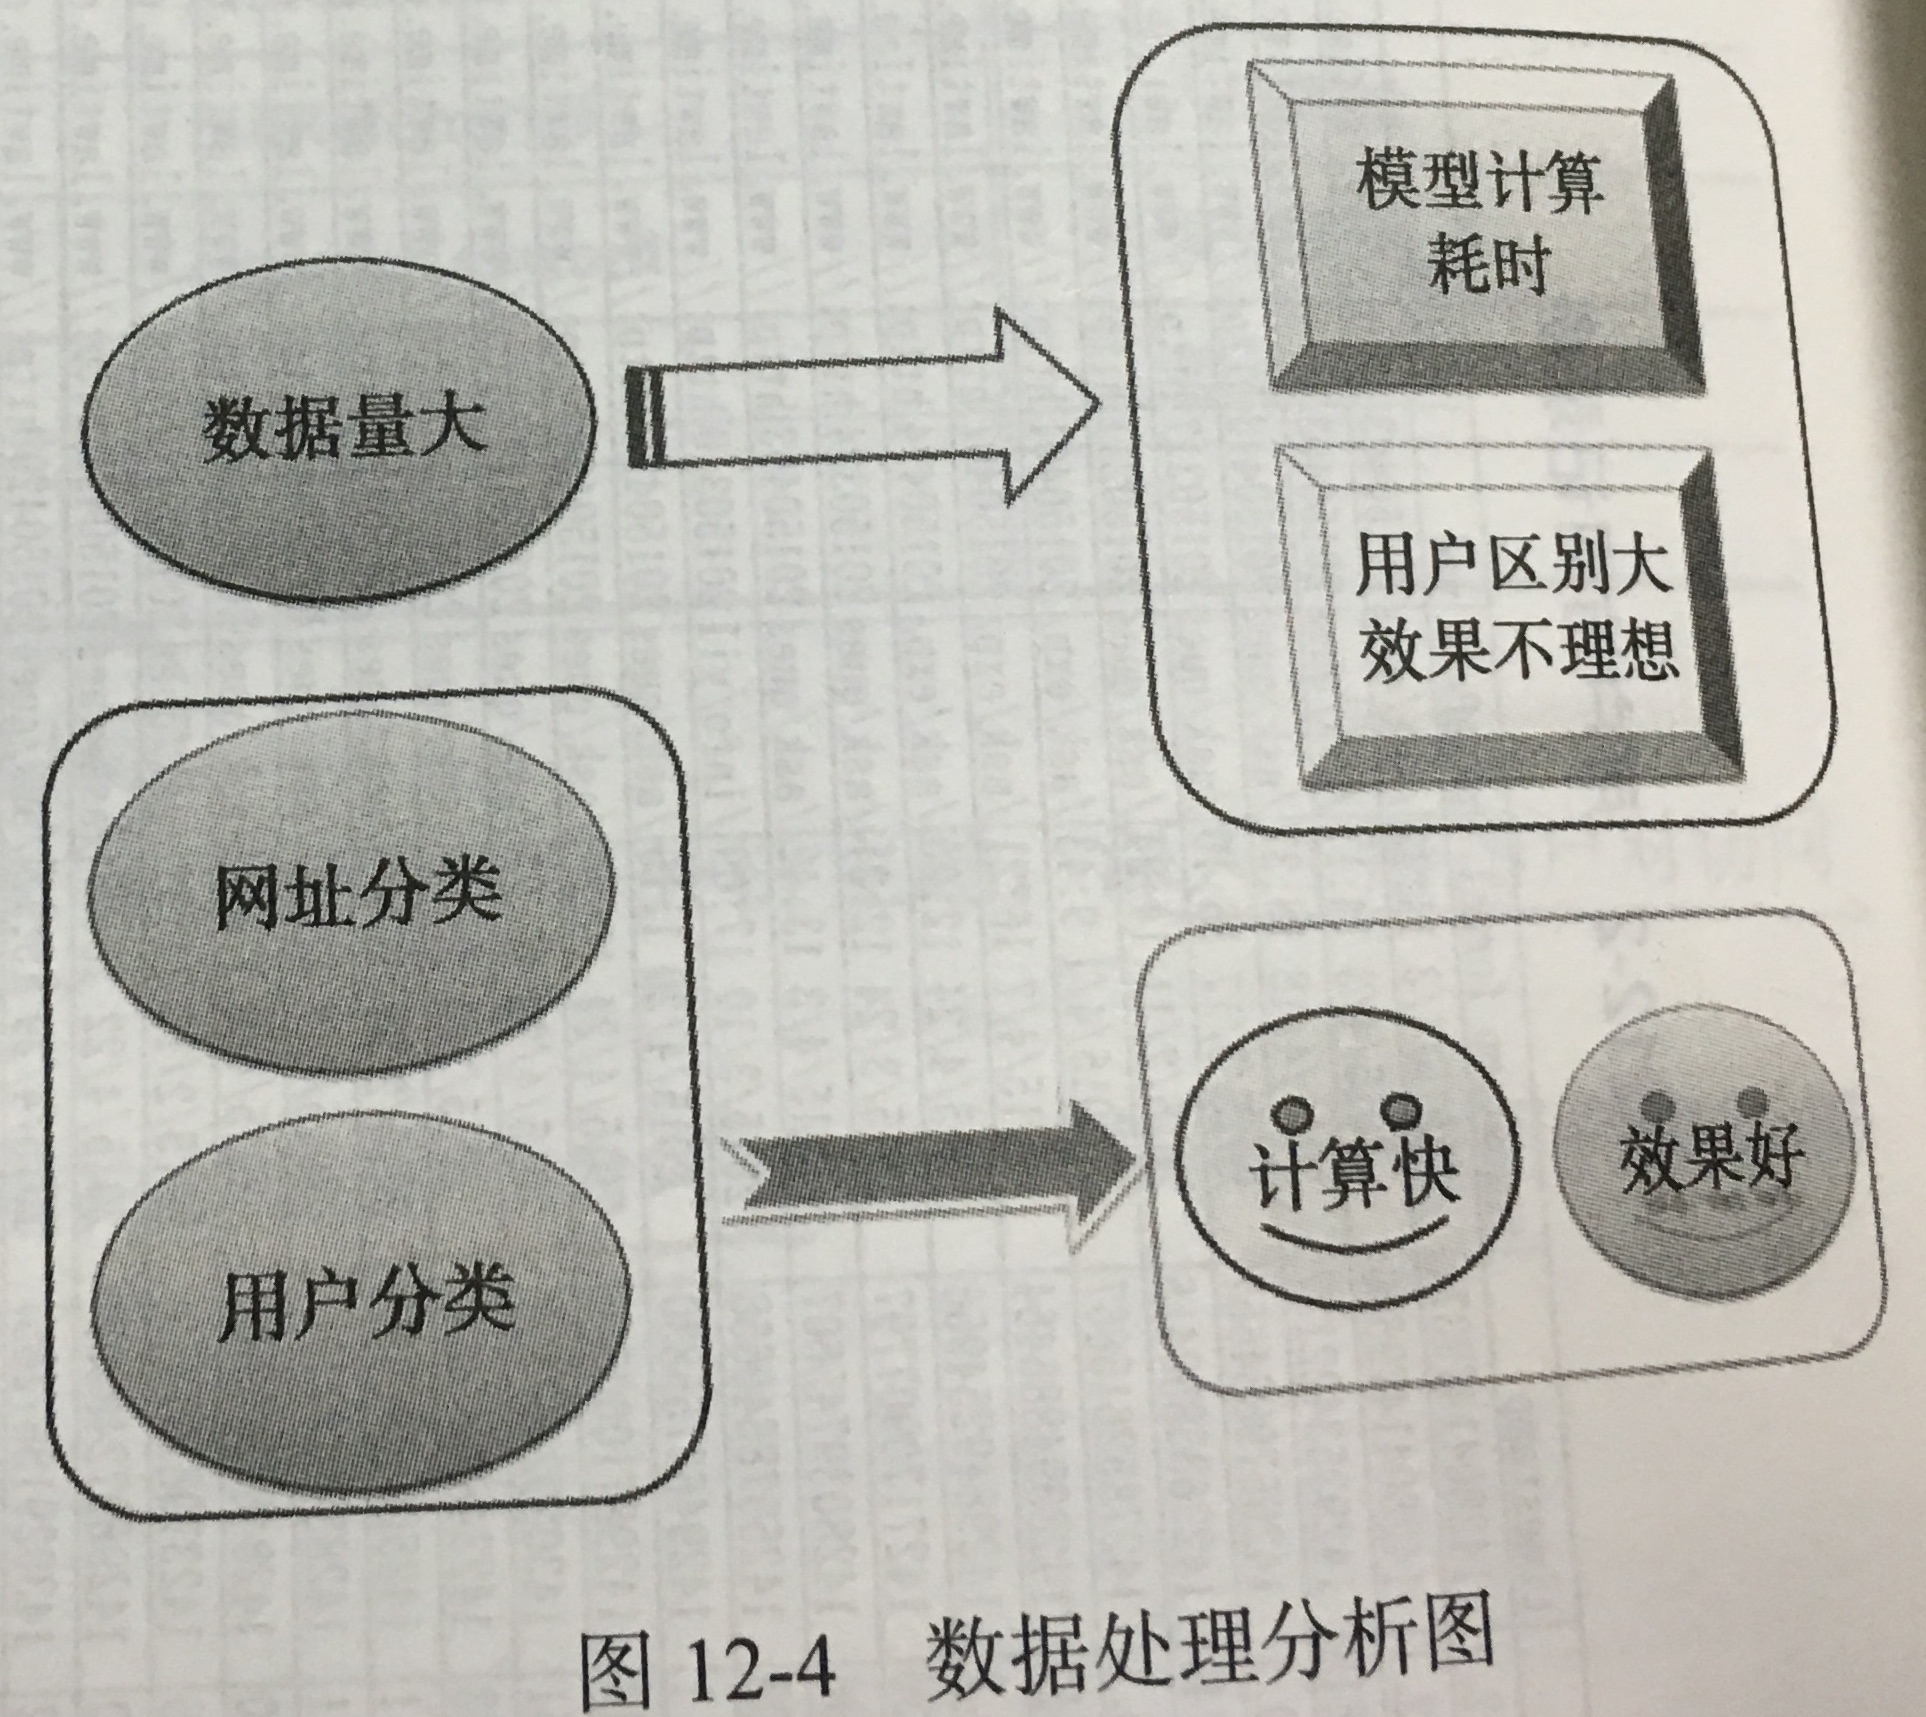 数据量大
模型计算
耗时
用户区别大
效果不理想
网址分类
用户分类
计算快
效果好
图 12-4 数据处理分析图